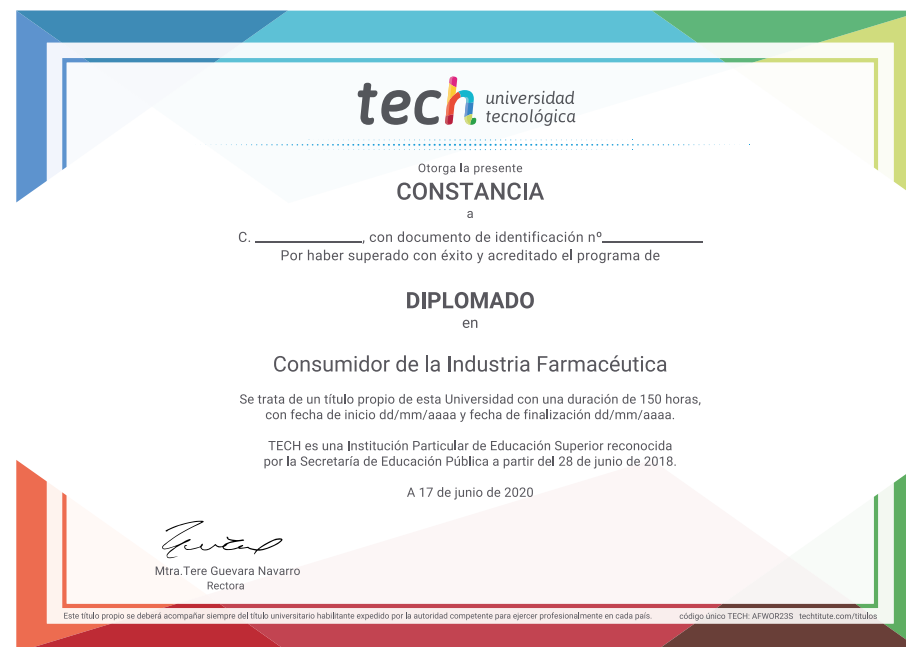 tech universidad
tecnológica
Otorga la presente
CONSTANCIA
a
C. ______________, con documento de identificación nº______________
Por haber superado con éxito y acreditado el programa de
DIPLOMADO
en
Consumidor de la Industria Farmacéutica
Se trata de un título propio de esta Universidad con una duración de 150 horas,
con fecha de inicio dd/mm/aaaa y fecha de finalización dd/mm/aaaa.
TECH es una Institución Particular de Educación Superior reconocida
por la Secretaría de Educación Pública a partir del 28 de junio de 2018.
A 17 de junio de 2020
Mtra.Tere Guevara Navarro
Rectora
Este título propio se deberá acompañar siempre del título universitario habilitante expedido por la autoridad competente para ejercer profesionalmente en cada país. código único TECH: AFWOR23S techtitute.com/titulos